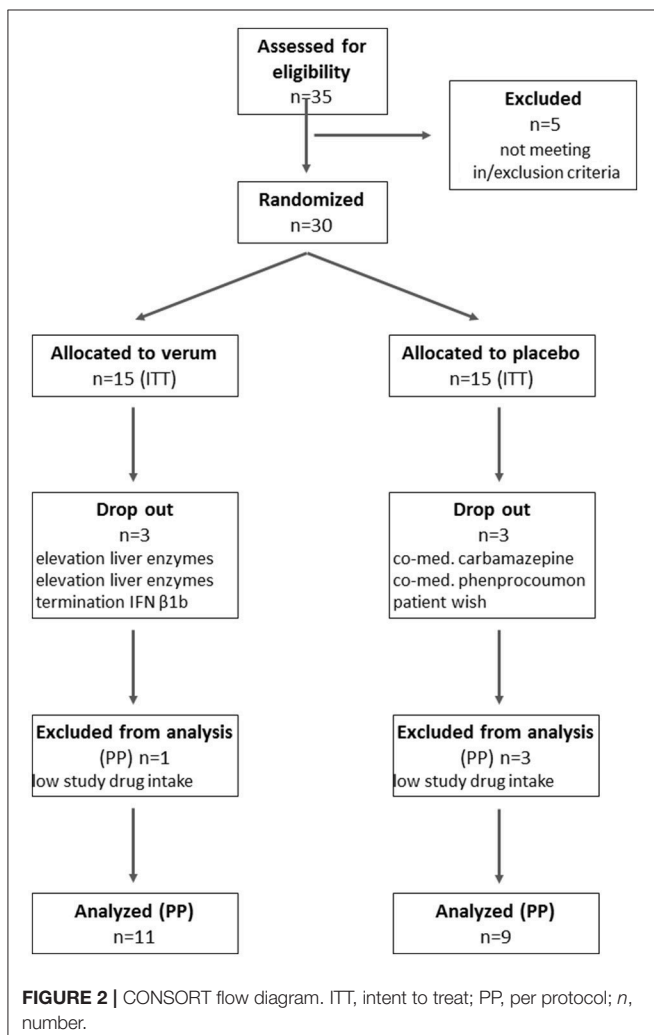 Assessed for
eligibility
n=35
Excluded
n=5
not meeting
in/exclusion criteria
Randomized
n=30
Allocated to verum
n=15 (ITT)
Allocated to placebo
n=15 (ITT)
Drop out
n=3
elevation liver enzymes
elevation liver enzymes
termination IFN β1b
Drop out
n=3
co-med. carbamazepine
co-med. phenprocoumon
patient wish
Excluded from analysis
(PP) n=1
low study drug intake
Excluded from analysis
(PP) n=3
low study drug intake
Analyzed (PP)
n=11
Analyzed (PP)
n=9
FIGURE 2 | CONSORT flow diagram. ITT, intent to treat; PP, per protocol; n,
number.